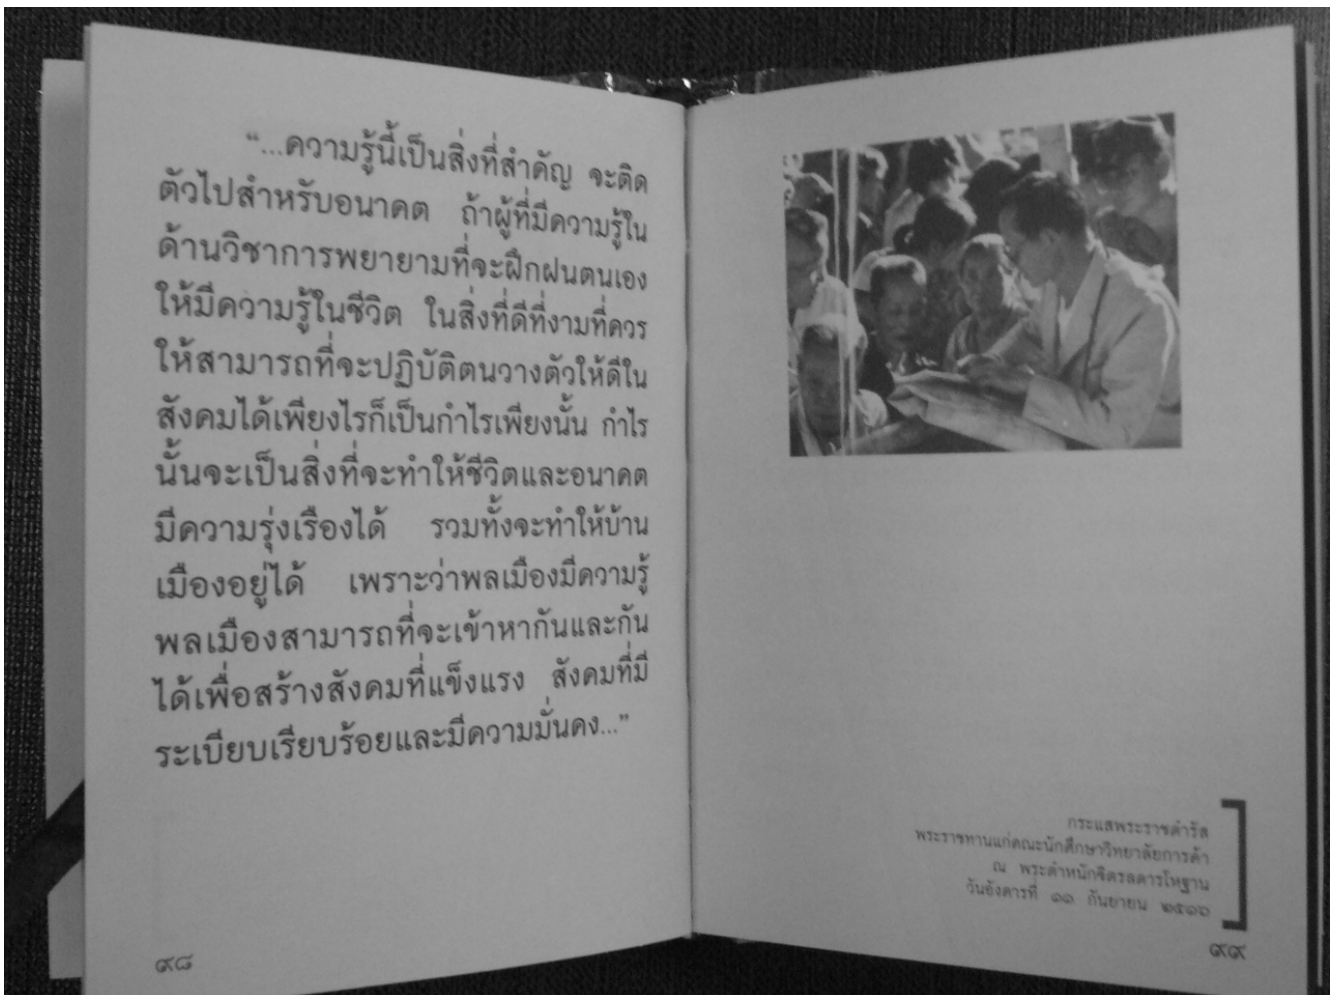 “...ความรู้นี้เป็นสิ่งที่สำคัญ จะติด
ตัวไปสำหรับอนาคต ถ้าผู้ที่มีความรู้ใน
ด้านวิชาการพยายามที่จะฝึกฝนตนเอง
ให้มีความรู้ในชีวิต ในสิ่งที่ดีที่งามที่ควร
ให้สามารถที่จะปฏิบัติตนวางตัวให้ดีใน
สังคมได้เพียงไรก็เป็นกำไรเพียงนั้น กำไร
นั้นจะเป็นสิ่งที่จะทำให้ชีวิตและอนาคต
มีความรุ่งเรืองได้ รวมทั้งจะทำให้บ้าน
เมืองอยู่ได้ เพราะว่าพลเมืองมีความรู้
พลเมืองสามารถที่จะเข้าหากันและกัน
ได้เพื่อสร้างสังคมที่แข็งแรง สังคมที่มี
ระเบียบเรียบร้อยและมีความมั่นคง...”
๙๘
กระแสพระราชดำรัส
พระราชทานแก่คณะนักศึกษาวิทยาลัยการค้า
ณ พระตำหนักจิตรลดารโหฐาน
วันอังคารที่ ๑๑ กันยายน ๒๕๑๖
๙๙